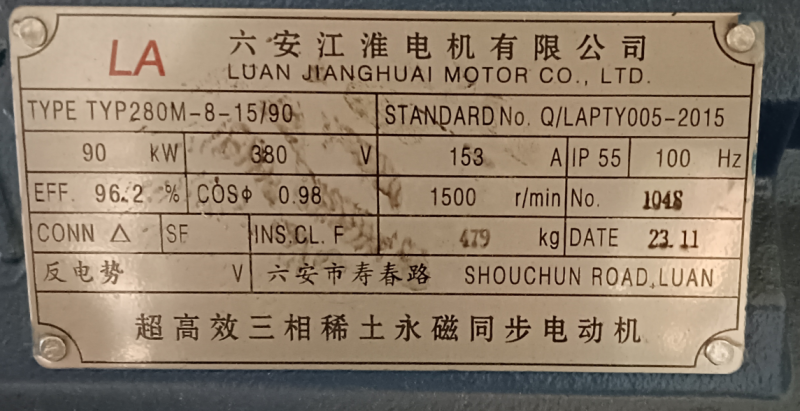 LA 六安江淮电机有限公司
LUAN JIANGHUAI MOTOR CO., LTD.
TYPE TYP280M-8-15/90 STANDARD No. Q/LAPTY005-2015
90 KW 380 V 153 A IP 55 100 Hz
EFF. 96.2 % COSΦ 0.98 1500 r/min No. 1048
CONN △ SF INS.CL. F 479 kg DATE 23.11
反电势 V 六安市寿春路 SHOUCHUN ROAD,LUAN
超高效三相稀土永磁同步电动机